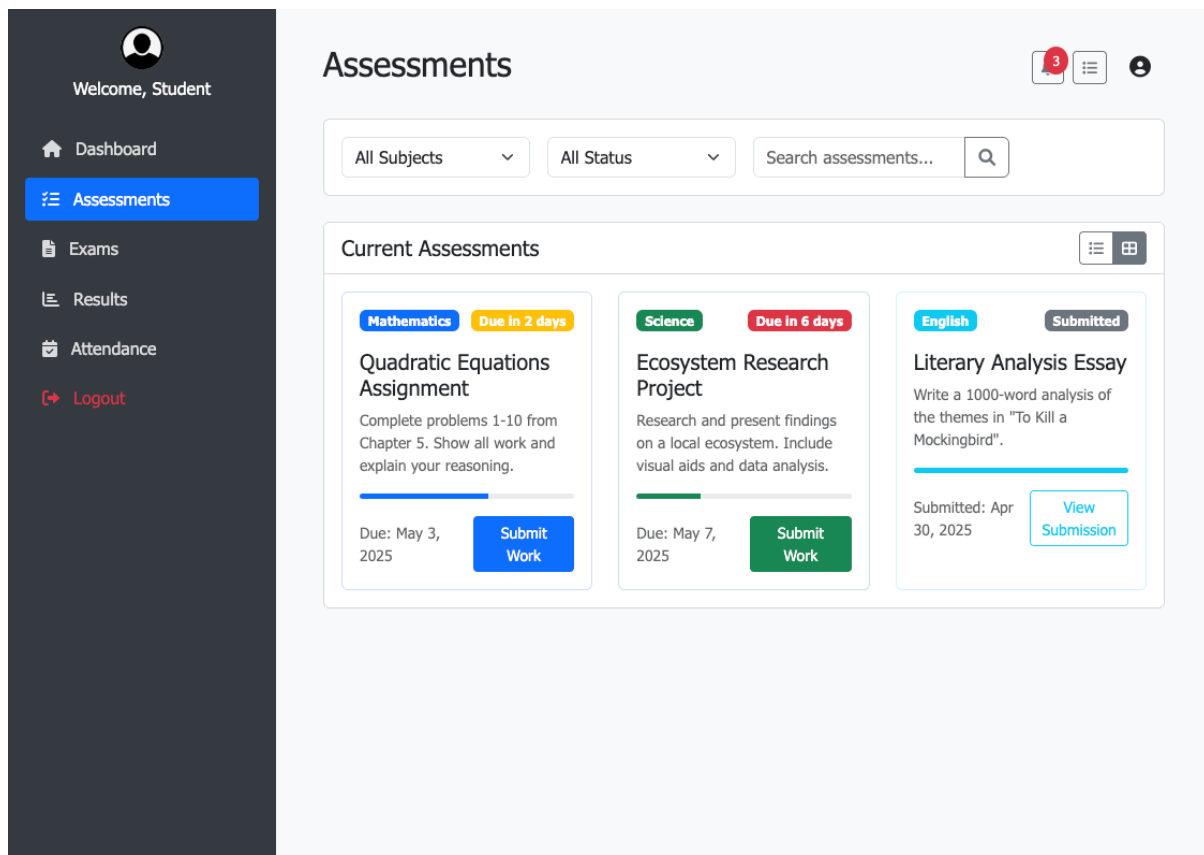 Welcome, Student
Dashboard
Assessments
Exams
Results
Attendance
Logout
Assessments
3
All Subjects
All Status
Search assessments...
Current Assessments
Mathematics
Due in 2 days
Quadratic Equations
Assignment
Complete problems 1-10 from
Chapter 5. Show all work and
explain your reasoning.
Due: May 3,
2025
Submit
Work
Science
Due in 6 days
Ecosystem Research
Project
Research and present findings
on a local ecosystem. Include
visual aids and data analysis.
Due: May 7,
2025
Submit
Work
English
Submitted
Literary Analysis Essay
Write a 1000-word analysis of
the themes in "To Kill a
Mockingbird".
Submitted: Apr
30, 2025
View
Submission